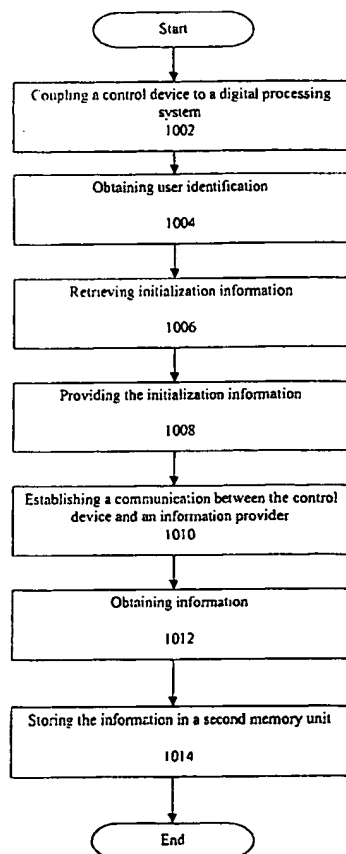 Start
Coupling a control device to a digital processing
system
1002
Obtaining user identification
1004
Retrieving initialization information
1006
Providing the initialization information
1008
Establishing a communication between the control
device and an information provider
1010
Obtaining information
1012
Storing the information in a second memory unit
1014
End